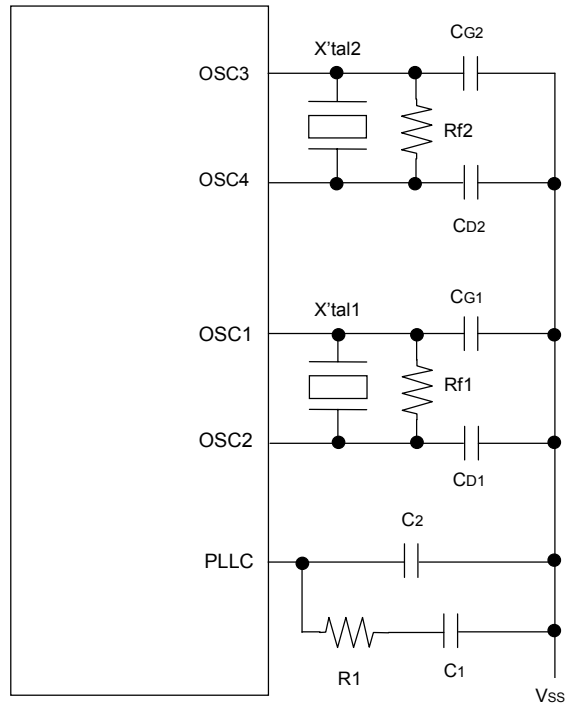 X'tal2
CG2
OSC3
Rf2
OSC4
CD2
X'tal1
CG1
OSC1
Rf1
OSC2
CD1
C2
PLLC
R1
C1
VSS